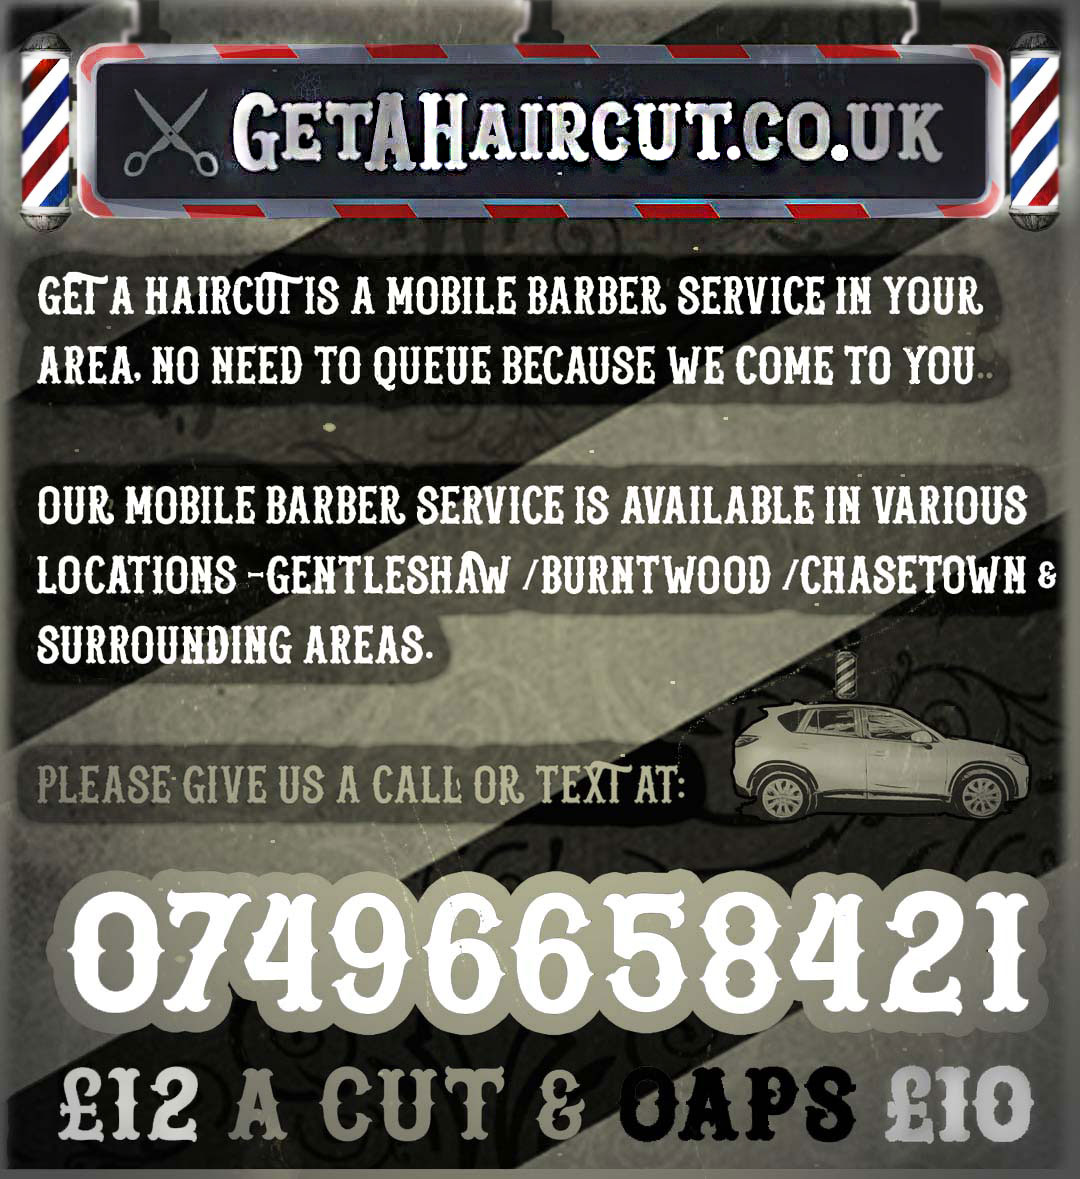 GETAHAIRCUT.CO.UK
GET A HAIRCUT IS A MOBILE BARBER SERVICE IN YOUR
AREA, NO NEED TO QUEUE BECAUSE WE COME TO YOU..
OUR MOBILE BARBER SERVICE IS AVAILABLE IN VARIOUS
LOCATIONS -GENTLESHAW /BURNTWOOD /CHASETOWN &
SURROUNDING AREAS.
PLEASE GIVE US A CALL OR TEXT AT:
07496658421
£12 A CUT & OAPS £10